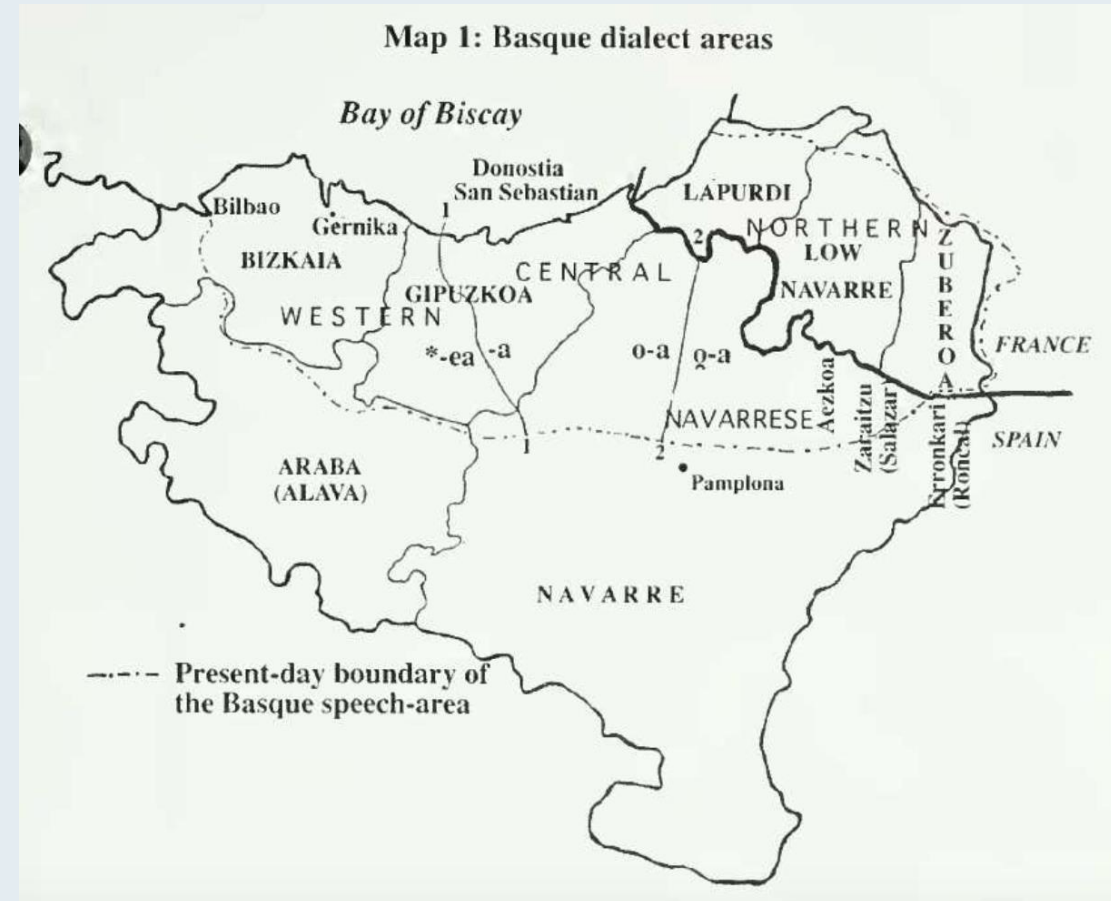 Map 1: Basque dialect areas
Bay of Biscay
Donostia
San Sebastian
Bilbao
Gernika
1
LAPURDI
2
NORTHERN
BIZKAIA
LOW
CENTRAL
GIPUZKOA
NAVARRE
ZUBEROA
WESTERN
*-ea
-a
o-a
o̯-a
FRANCE
Aezkoa
Zaraitzu
(Salazar)
Erronkari
(Roncal)
NAVARRESE
SPAIN
1
2
Pamplona
ARABA
(ALAVA)
NAVARRE
Present-day boundary of
the Basque speech-area